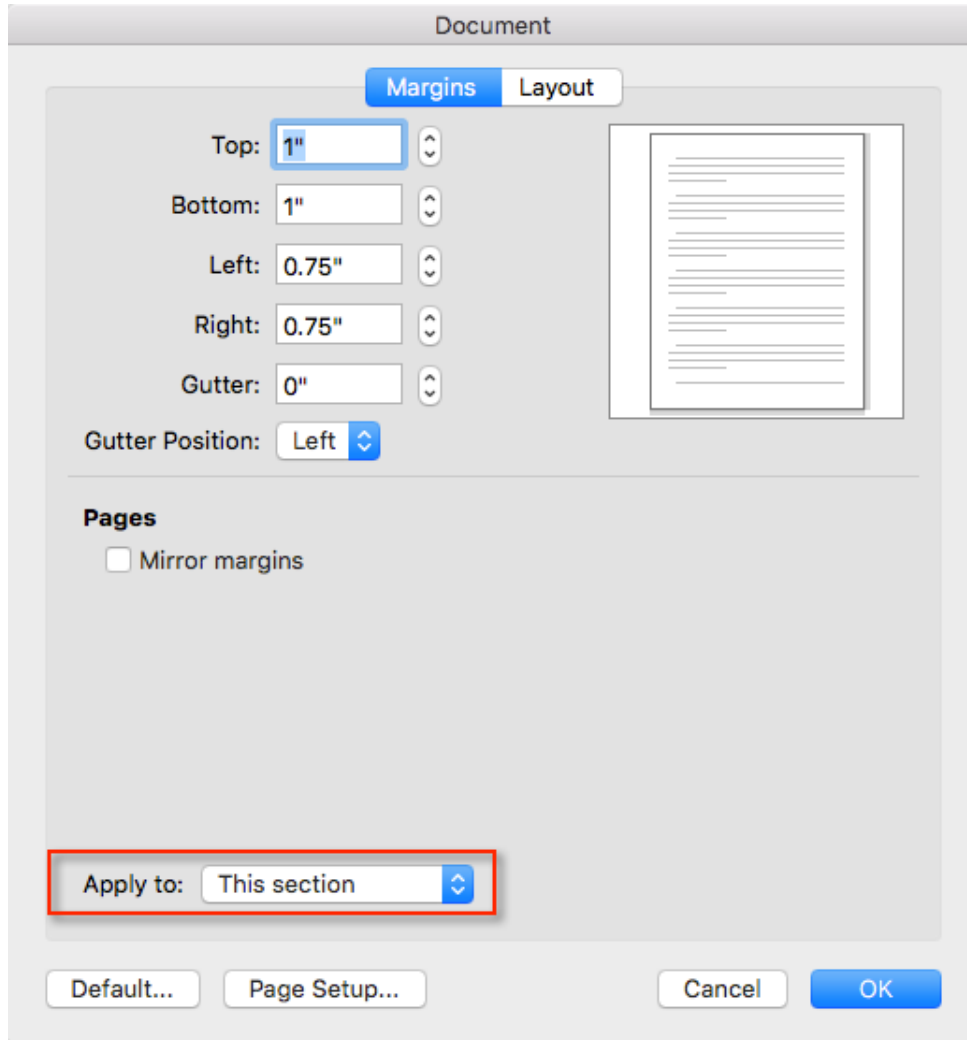 Document
Margins Layout
Top: 1"
Bottom: 1"
Left: 0.75"
Right: 0.75"
Gutter: 0"
Gutter Position: Left
Pages
Mirror margins
Apply to: This section
Default... Page Setup... Cancel OK